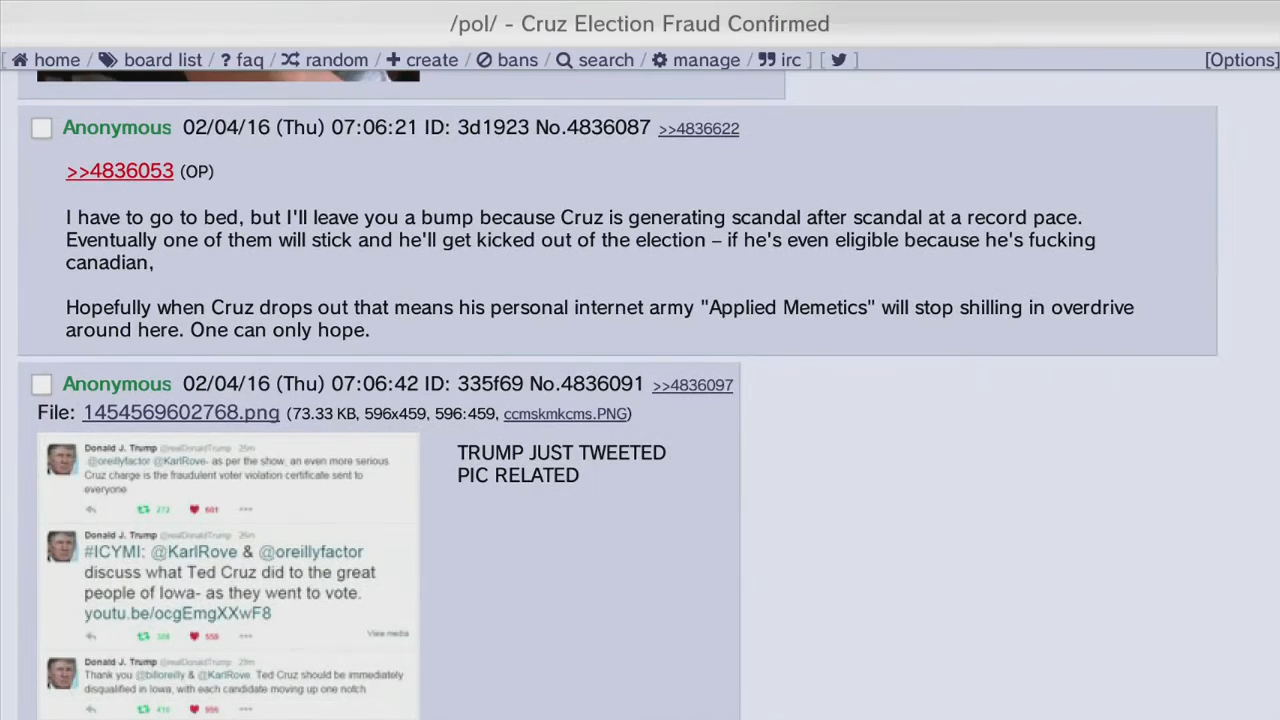 /pol/ - Cruz Election Fraud Confirmed
[ home / board list / ? faq / random / create / bans / search / manage / irc ] [ ]
[Options]
Anonymous 02/04/16 (Thu) 07:06:21 ID: 3d1923 No.4836087 >>4836622
>>4836053 (OP)
I have to go to bed, but I'll leave you a bump because Cruz is generating scandal after scandal at a record pace.
Eventually one of them will stick and he'll get kicked out of the election – if he's even eligible because he's fucking
canadian,
Hopefully when Cruz drops out that means his personal internet army "Applied Memetics" will stop shilling in overdrive
around here. One can only hope.
Anonymous 02/04/16 (Thu) 07:06:42 ID: 335f69 No.4836091 >>4836097
File: 1454569602768.png (73.33 KB, 596x459, 596:459, ccmskmkcms.PNG)
TRUMP JUST TWEETED
PIC RELATED
Donald J. Trump @realDonaldTrump
@oreillyfactor @KarlRove- as per the show, an even more serious
Cruz charge is the fraudulent voter violation certificate sent to
everyone
272 601
Donald J. Trump @realDonaldTrump
#ICYMI: @KarlRove & @oreillyfactor
discuss what Ted Cruz did to the great
people of Iowa- as they went to vote.
youtu.be/ocgEmgXXwF8
View media
Donald J. Trump @realDonaldTrump
Thank you @billoreilly & @KarlRove. Ted Cruz should be immediately
disqualified in Iowa, with each candidate moving up one notch